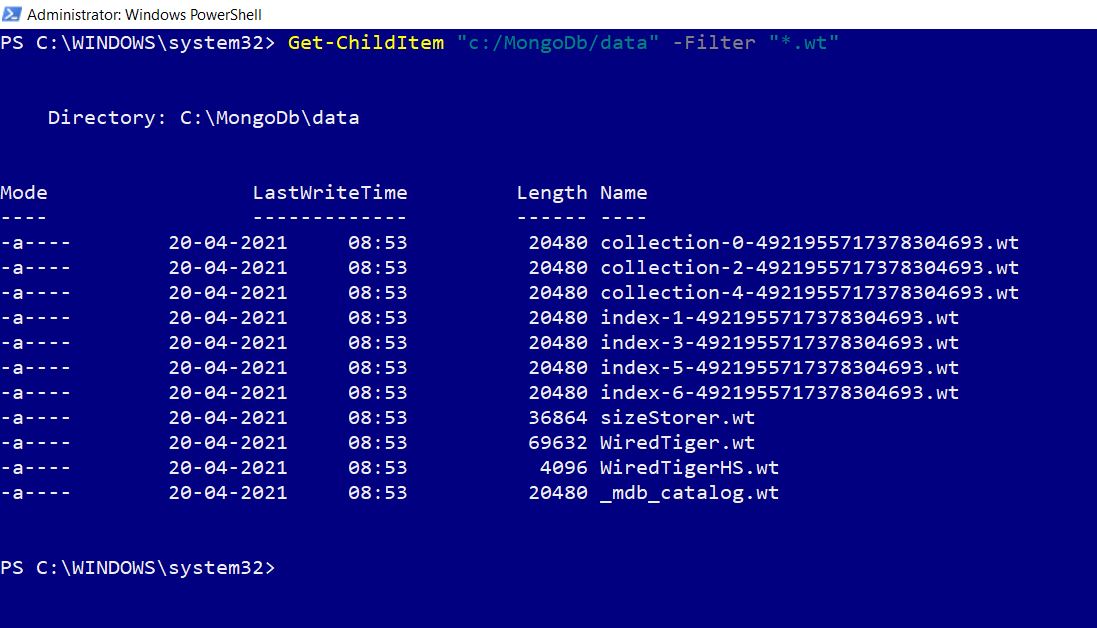 Administrator: Windows PowerShell
PS C:\WINDOWS\system32> Get-ChildItem "c:/MongoDb/data" -Filter "*.wt"
Directory: C:\MongoDb\data
Mode LastWriteTime Length Name
---- ------------- ------ ----
-a---- 20-04-2021 08:53 20480 collection-0-4921955717378304693.wt
-a---- 20-04-2021 08:53 20480 collection-2-4921955717378304693.wt
-a---- 20-04-2021 08:53 20480 collection-4-4921955717378304693.wt
-a---- 20-04-2021 08:53 20480 index-1-4921955717378304693.wt
-a---- 20-04-2021 08:53 20480 index-3-4921955717378304693.wt
-a---- 20-04-2021 08:53 20480 index-5-4921955717378304693.wt
-a---- 20-04-2021 08:53 20480 index-6-4921955717378304693.wt
-a---- 20-04-2021 08:53 36864 sizeStorer.wt
-a---- 20-04-2021 08:53 69632 WiredTiger.wt
-a---- 20-04-2021 08:53 4096 WiredTigerHS.wt
-a---- 20-04-2021 08:53 20480 _mdb_catalog.wt
PS C:\WINDOWS\system32>